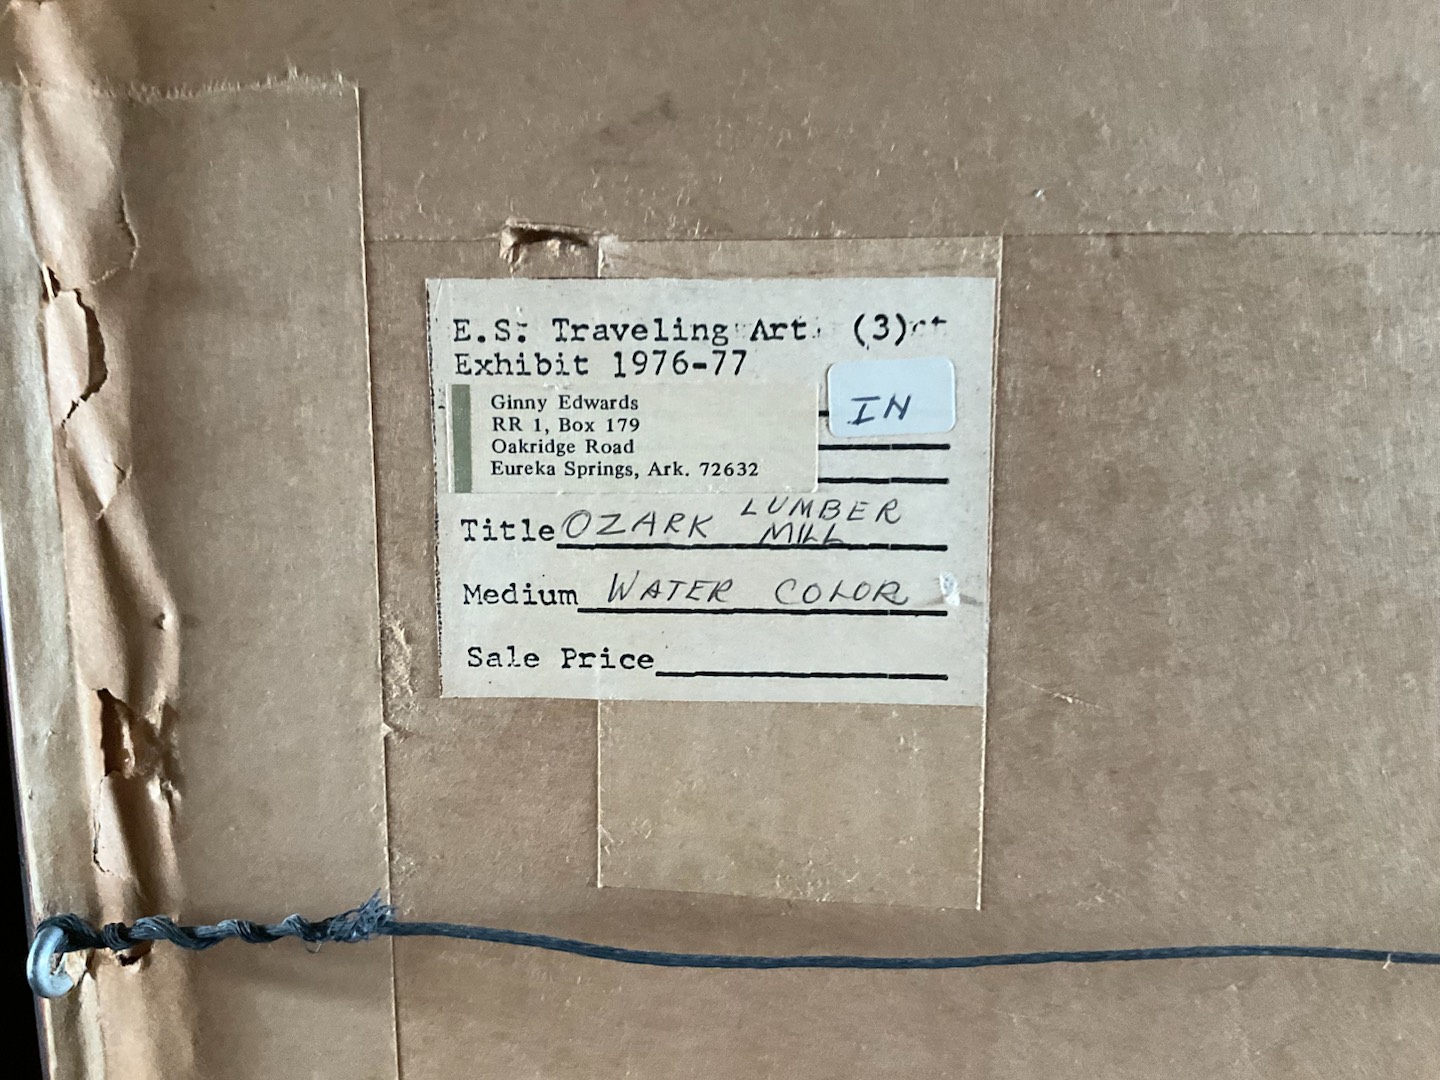 E.S. Traveling Art (3)
Exhibit 1976-77
IN
Ginny Edwards
RR 1, Box 179
Oakridge Road
Eureka Springs, Ark. 72632
Title OZARK LUMBER
MILL
Medium WATER COLOR
Sale Price